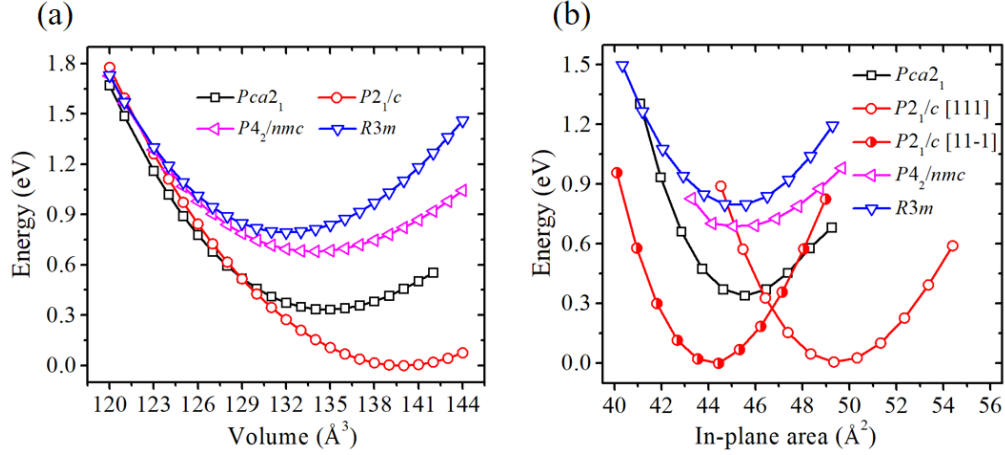 (a)
Energy (eV)
1.8
1.5
1.2
0.9
0.6
0.3
0.0
Pca2₁
P2₁/c
P4₂/nmc
R3m
120 123 126 129 132 135 138 141 144
Volume (Å³)
(b)
Energy (eV)
1.5
1.2
0.9
0.6
0.3
0.0
Pca2₁
P2₁/c [111]
P2₁/c [11-1]
P4₂/nmc
R3m
40 42 44 46 48 50 52 54 56
In-plane area (Å²)